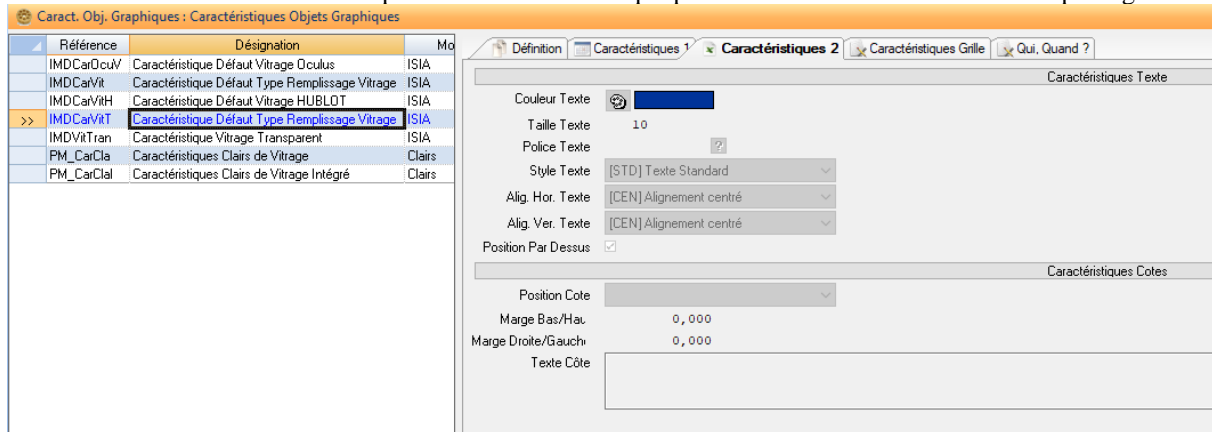 Caract. Obj. Graphiques : Caractéristiques Objets Graphiques
Référence Désignation Mo
IMDCarOcuV Caractéristique Défaut Vitrage Oculus ISIA
IMDCarVit Caractéristique Défaut Type Remplissage Vitrage ISIA
IMDCarVitH Caractéristique Défaut Vitrage HUBLOT ISIA
>> IMDCarVitT Caractéristique Défaut Type Remplissage Vitrage ISIA
IMDVitTran Caractéristique Vitrage Transparent ISIA
PM_CarCla Caractéristiques Clairs de Vitrage Clairs
PM_CarClaI Caractéristiques Clairs de Vitrage Intégré Clairs
Définition Caractéristiques 1 Caractéristiques 2 Caractéristiques Grille Qui, Quand ?
Caractéristiques Texte
Couleur Texte
Taille Texte 10
Police Texte ?
Style Texte [STD] Texte Standard
Alig. Hor. Texte [CEN] Alignement centré
Alig. Ver. Texte [CEN] Alignement centré
Position Par Dessus
Caractéristiques Cotes
Position Cote
Marge Bas/Hau 0,000
Marge Droite/Gauch 0,000
Texte Côte